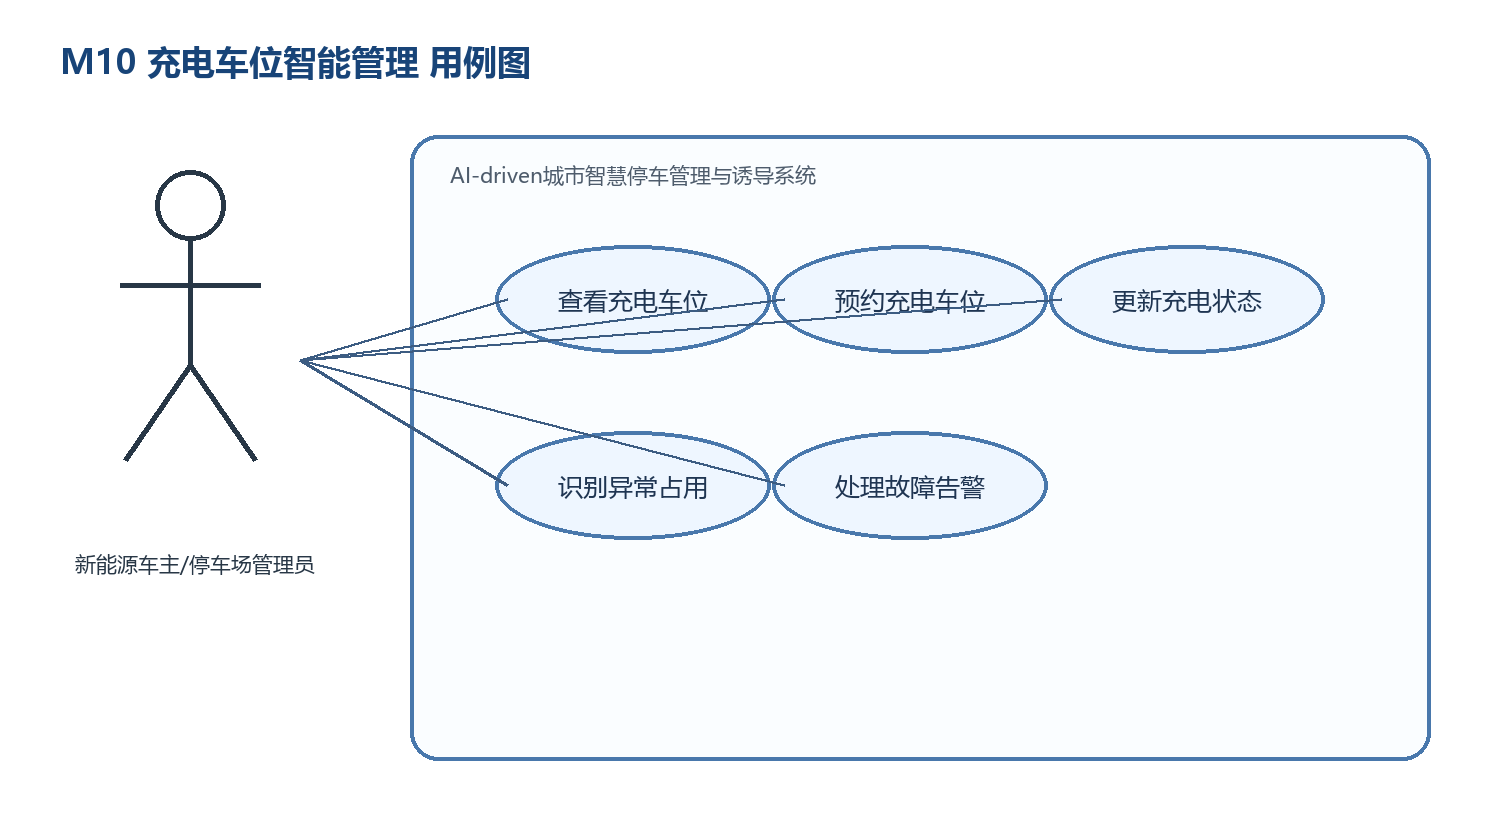 M10 充电车位智能管理 用例图
AI-driven城市智慧停车管理与诱导系统
查看充电车位
预约充电车位
更新充电状态
识别异常占用
处理故障告警
新能源车主/停车场管理员